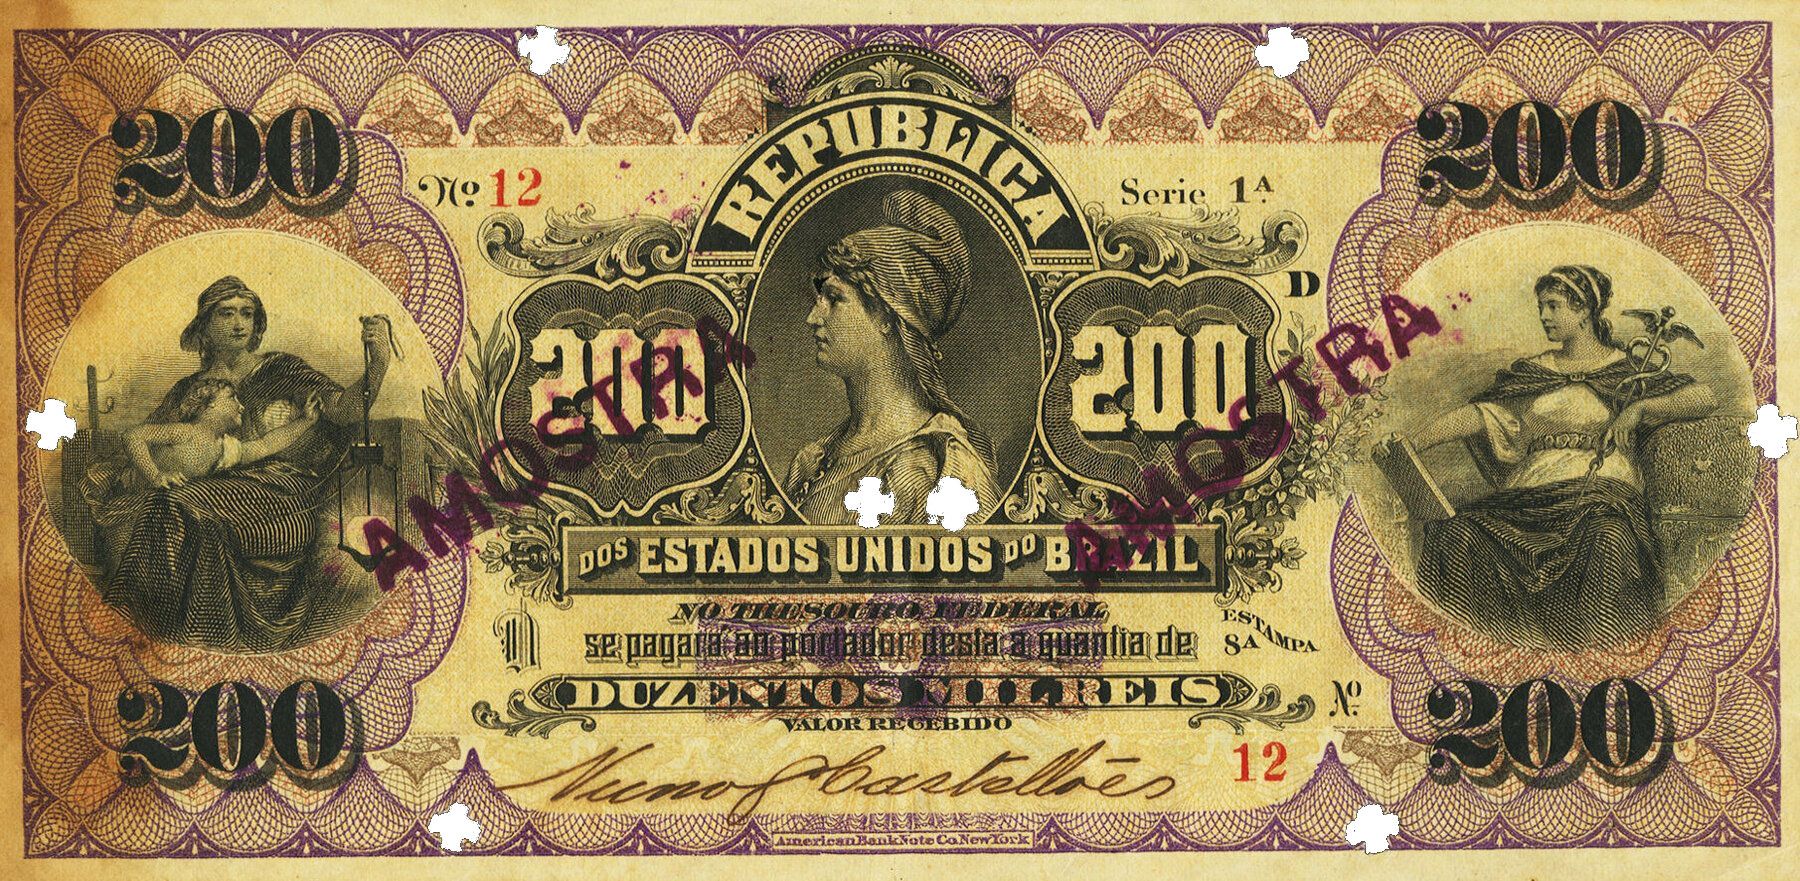 200
200
No. 12
REPUBLICA
Serie 1A.
D
200
200
AMOSTRA
AMOSTRA
DOS ESTADOS UNIDOS DO BRAZIL
NO THESOURO FEDERAL
ESTAMPA
8A
se pagará ao portador desta a quantia de
DUZENTOS MIL REIS
VALOR RECEBIDO
No.
12
200
200
Nuno Castellões
American Bank Note Co. New York